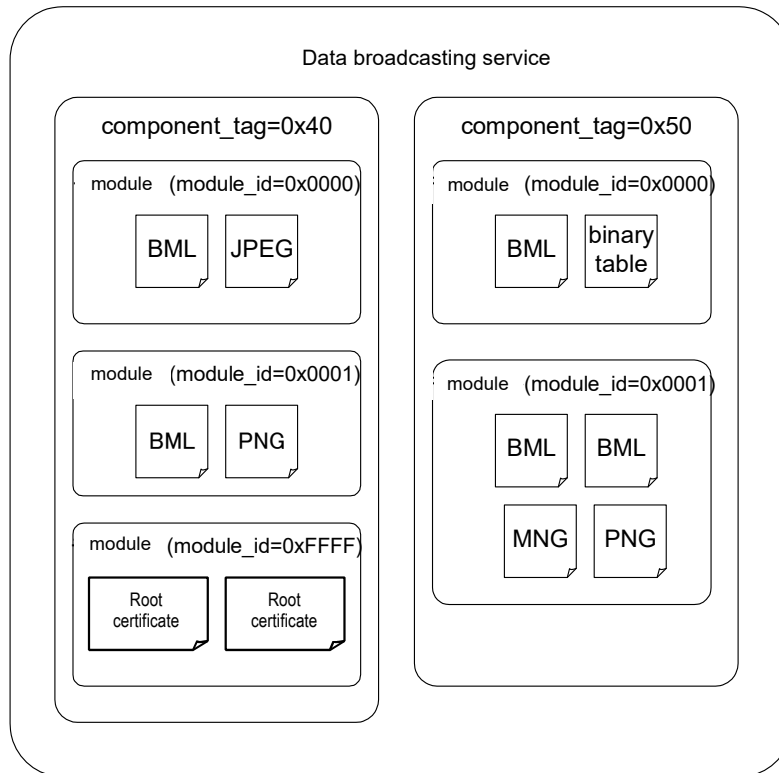 Data broadcasting service
component_tag=0x40
module (module_id=0x0000)
BML
JPEG
module (module_id=0x0001)
BML
PNG
module (module_id=0xFFFF)
Root
certificate
Root
certificate
component_tag=0x50
module (module_id=0x0000)
BML
binary
table
module (module_id=0x0001)
BML
BML
MNG
PNG